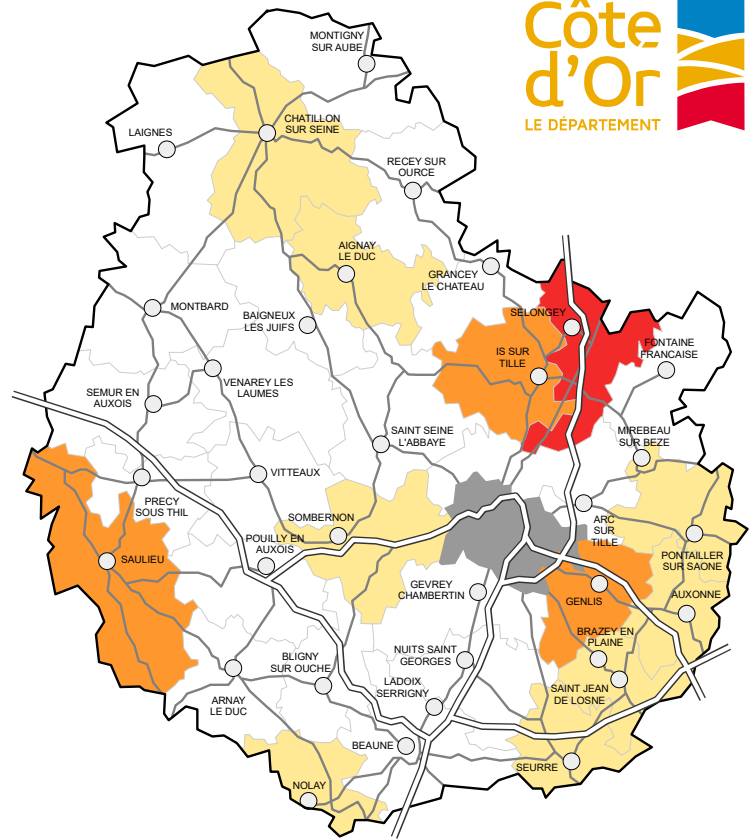 Côte
d'Or
LE DÉPARTEMENT
MONTIGNY
SUR AUBE
CHATILLON
SUR SEINE
LAIGNES
RECEY SUR
OURCE
AIGNAY
LE DUC
GRANCEY
LE CHATEAU
MONTBARD
BAIGNEUX
LES JUIFS
SELONGEY
IS SUR
TILLE
FONTAINE
FRANCAISE
VENAREY LES
LAUMES
SEMUR EN
AUXOIS
SAINT SEINE
L'ABBAYE
MIREBEAU
SUR BEZE
VITTEAUX
PRECY
SOUS THIL
SOMBERNON
ARC
SUR
TILLE
POUILLY EN
AUXOIS
PONTAILLER
SUR SAONE
SAULIEU
GEVREY
CHAMBERTIN
GENLIS
AUXONNE
BRAZEY EN
PLAINE
NUITS SAINT
GEORGES
BLIGNY
SUR OUCHE
LADOIX
SERRIGNY
SAINT JEAN
DE LOSNE
ARNAY
LE DUC
BEAUNE
SEURRE
NOLAY